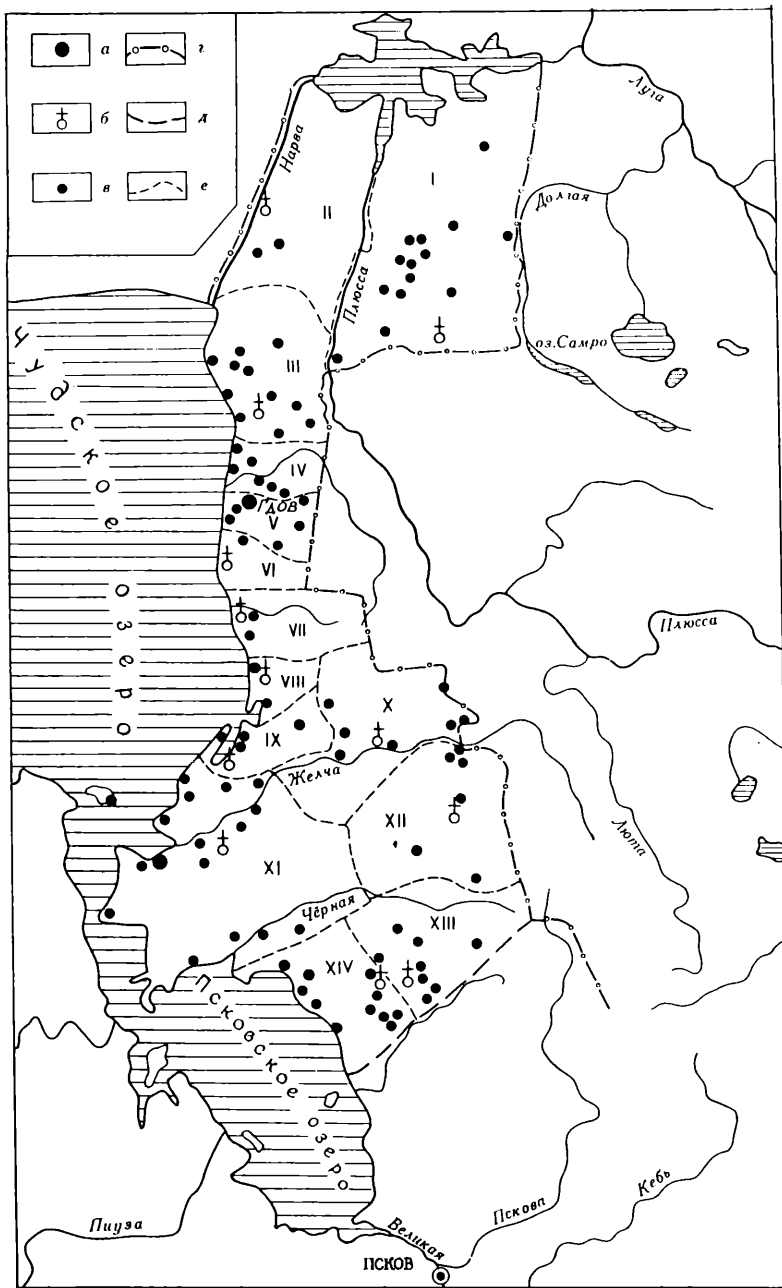 а
г
б
д
в
е
Луга
Нарва
I
Долгая
II
Плюсса
оз. Самро
III
Чудское озеро
IV
ГДОВ
V
VI
VII
Плюсса
VIII
X
IX
Желча
XII
Люта
XI
Чёрная
XIII
XIV
Псковское озеро
Пиуза
Великая
Пскова
Кебь
ПСКОВ